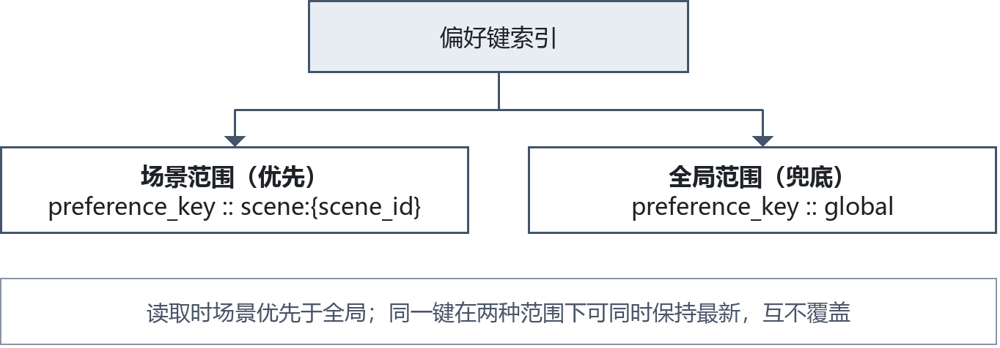 偏好键索引
场景范围（优先）
preference_key :: scene:{scene_id}
全局范围（兜底）
preference_key :: global
读取时场景优先于全局；同一键在两种范围下可同时保持最新，互不覆盖